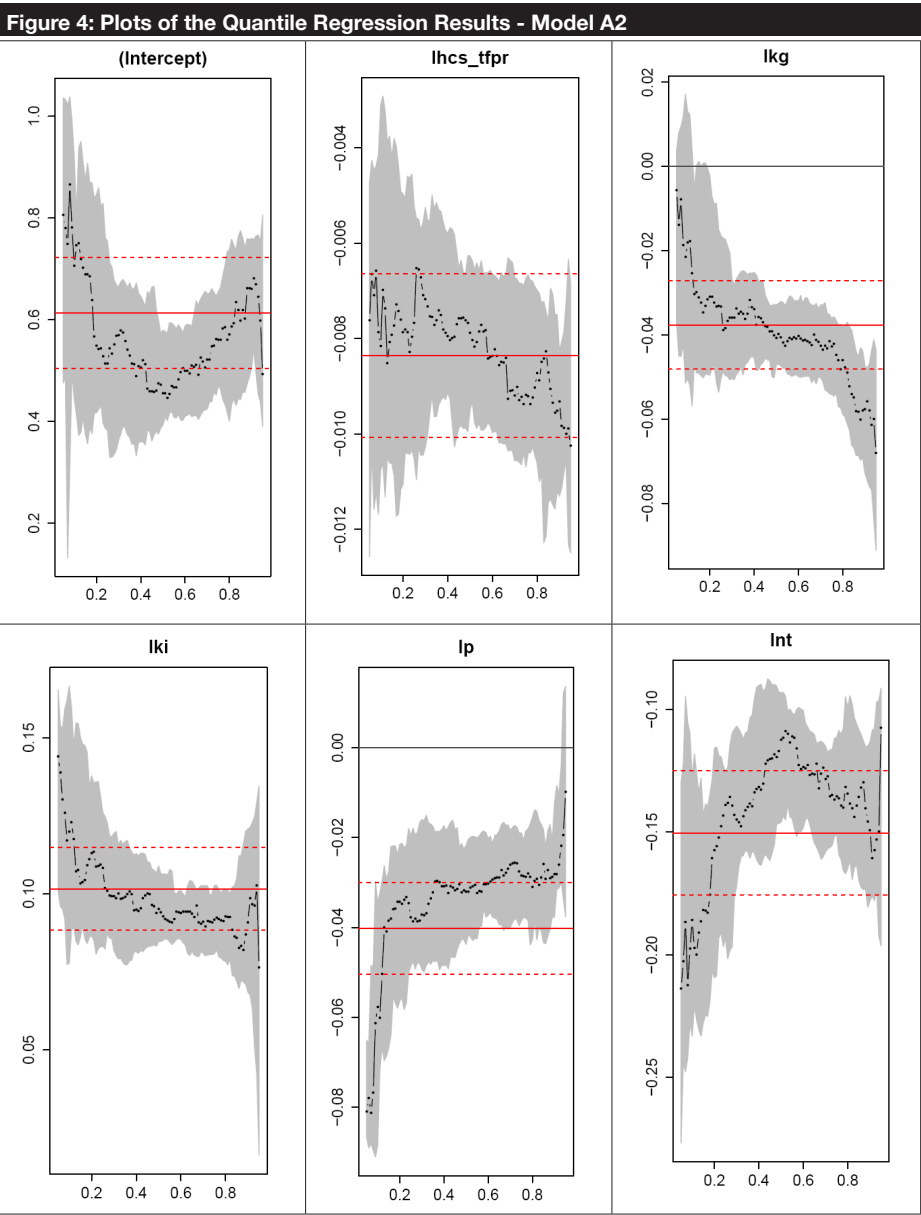 Figure 4: Plots of the Quantile Regression Results - Model A2
(Intercept)
1.0
0.8
0.6
0.4
0.2
0.2 0.4 0.6 0.8
lhcs_tfpr
−0.004
−0.006
−0.008
−0.010
−0.012
0.2 0.4 0.6 0.8
lkg
0.02
0.00
−0.02
−0.04
−0.06
−0.08
0.2 0.4 0.6 0.8
lki
0.15
0.10
0.05
0.2 0.4 0.6 0.8
lp
0.00
−0.02
−0.04
−0.06
−0.08
0.2 0.4 0.6 0.8
lnt
−0.10
−0.15
−0.20
−0.25
0.2 0.4 0.6 0.8